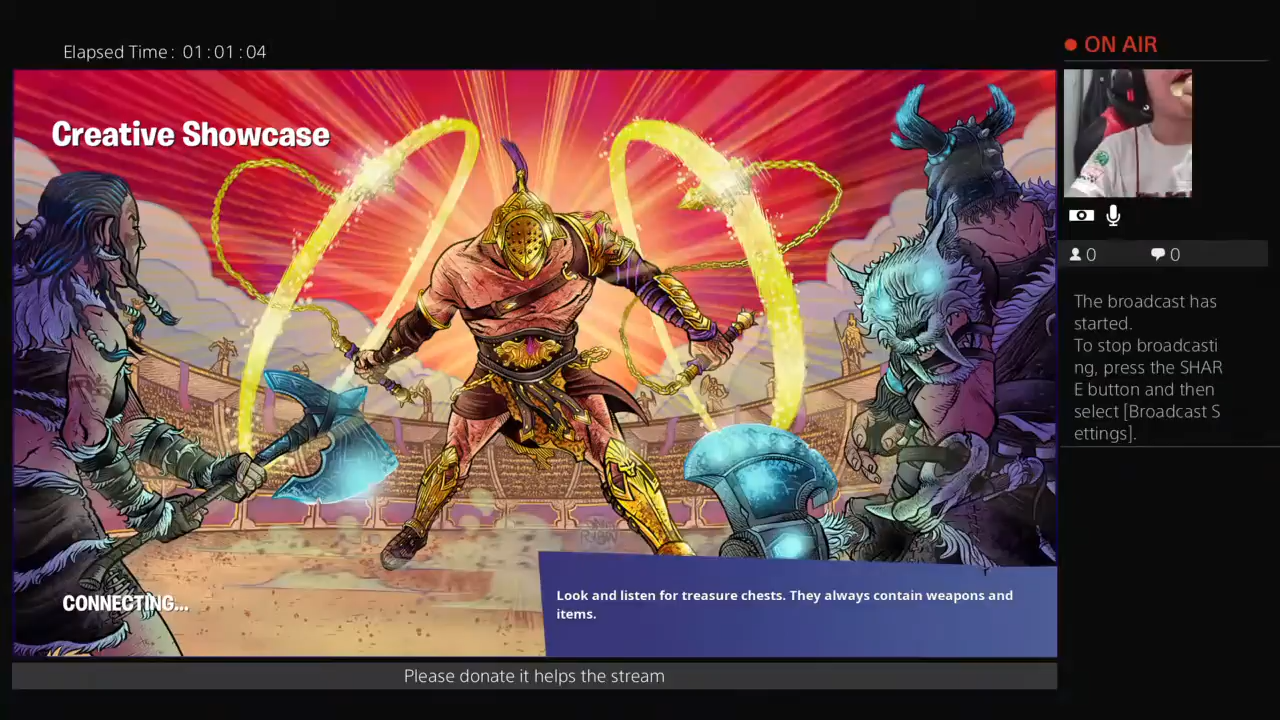 Elapsed Time: 01:01:04
ON AIR
Creative Showcase
0
0
The broadcast has
started.
To stop broadcasti
ng, press the SHAR
E button and then
select [Broadcast S
ettings].
Look and listen for treasure chests. They always contain weapons and
items.
CONNECTING...
Please donate it helps the stream